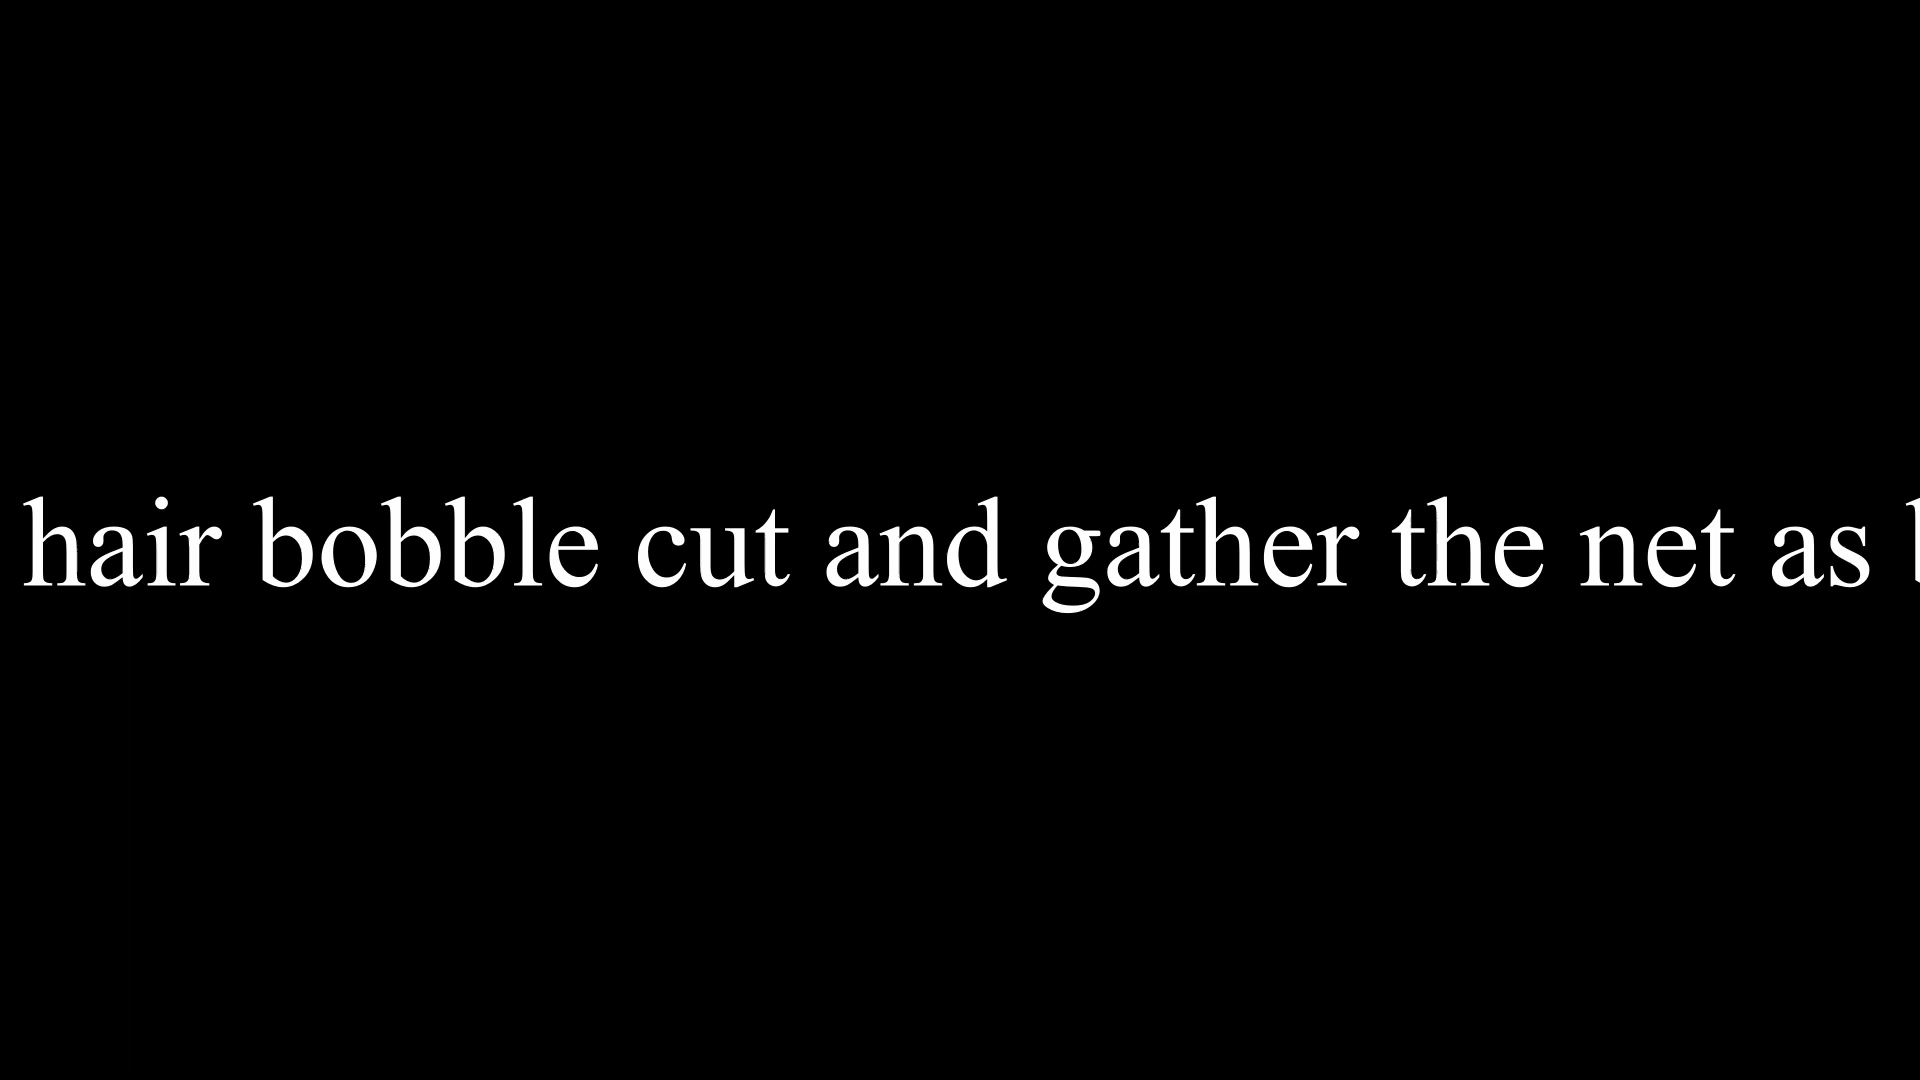 hair bobble cut and gather the net as